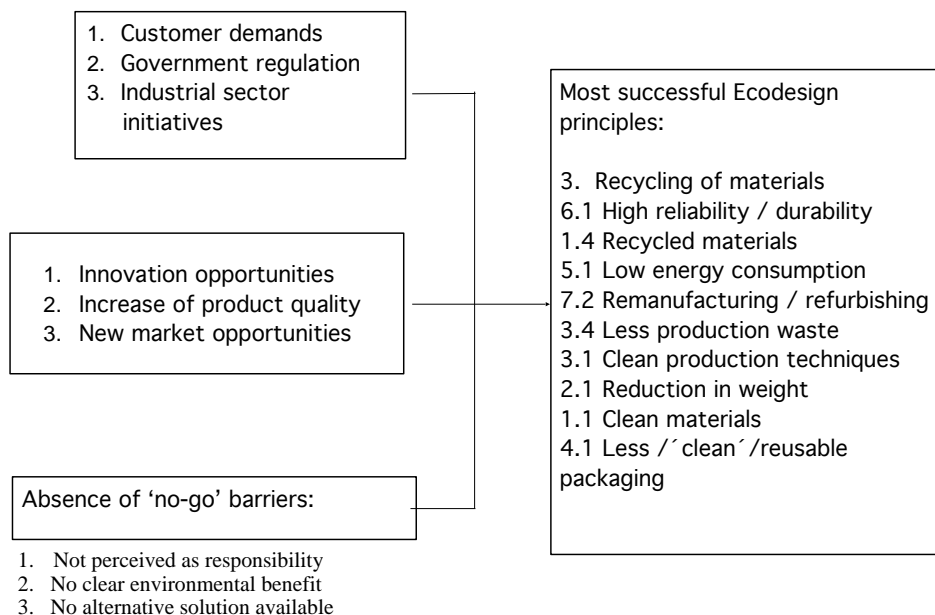 1. Customer demands
2. Government regulation
3. Industrial sector
initiatives
1. Innovation opportunities
2. Increase of product quality
3. New market opportunities
Absence of ‘no-go’ barriers:
1. Not perceived as responsibility
2. No clear environmental benefit
3. No alternative solution available
Most successful Ecodesign
principles:
3. Recycling of materials
6.1 High reliability / durability
1.4 Recycled materials
5.1 Low energy consumption
7.2 Remanufacturing / refurbishing
3.4 Less production waste
3.1 Clean production techniques
2.1 Reduction in weight
1.1 Clean materials
4.1 Less /´clean´/reusable
packaging